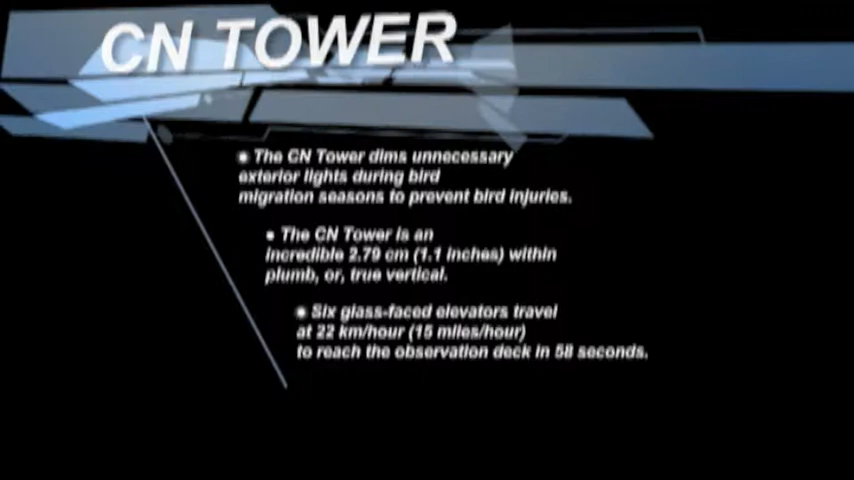 CN TOWER
• The CN Tower dims unnecessary
exterior lights during bird
migration seasons to prevent bird injuries.
• The CN Tower is an
incredible 2.79 cm (1.1 inches) within
plumb, or, true vertical.
• Six glass-faced elevators travel
at 22 km/hour (15 miles/hour)
to reach the observation deck in 58 seconds.